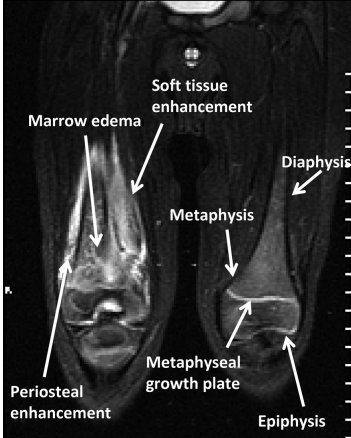 Soft tissue
enhancement
Marrow edema
Diaphysis
Metaphysis
Metaphyseal
growth plate
Periosteal
enhancement
Epiphysis